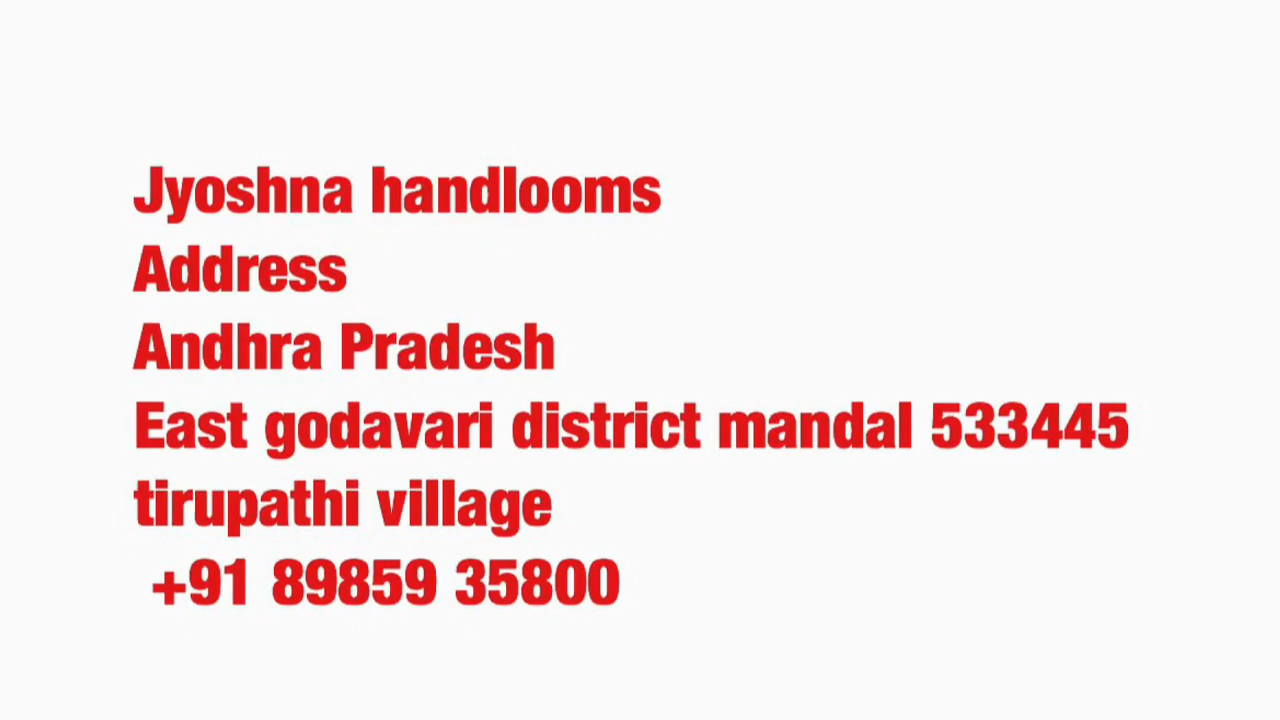 Jyoshna handlooms
Address
Andhra Pradesh
East godavari district mandal 533445
tirupathi village
+91 89859 35800